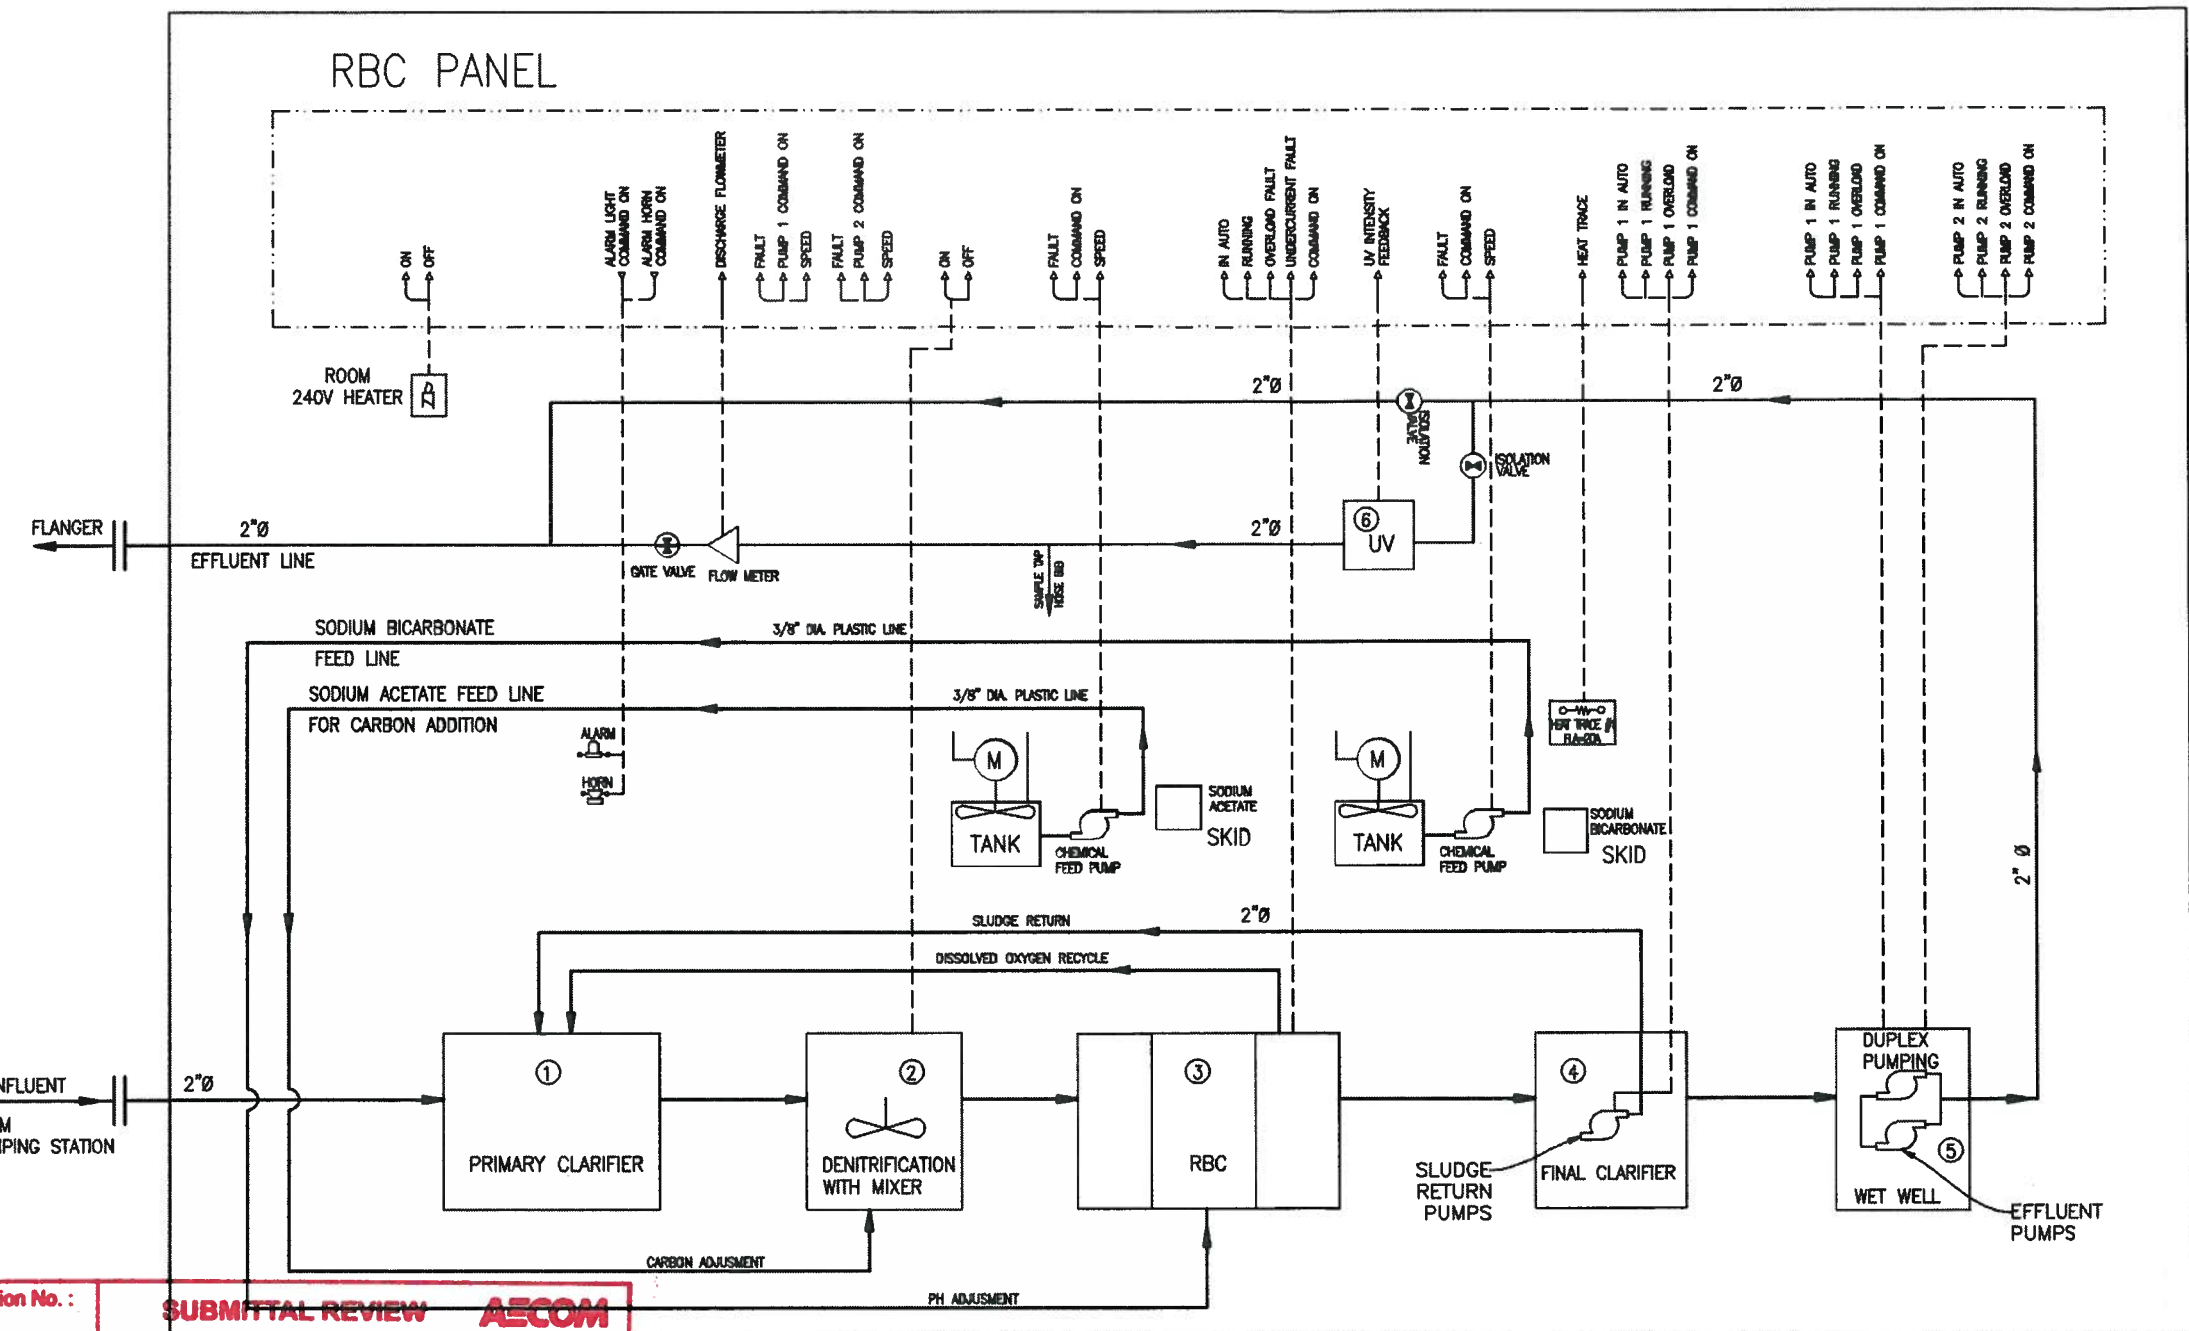 RBC PANEL
ON
OFF
ALARM LIGHT
COMMAND ON
ALARM HORN
COMMAND ON
DISCHARGE FLOWMETER
FAULT
PUMP 1 COMMAND ON
SPEED
FAULT
PUMP 2 COMMAND ON
SPEED
ON
OFF
FAULT
COMMAND ON
SPEED
IN AUTO
RUNNING
OVERLOAD FAULT
UNDERCURRENT FAULT
COMMAND ON
UV INTENSITY
FEEDBACK
FAULT
COMMAND ON
SPEED
HEAT TRACE
PUMP 1 IN AUTO
PUMP 1 RUNNING
PUMP 1 OVERLOAD
PUMP 1 COMMAND ON
PUMP 1 IN AUTO
PUMP 1 RUNNING
PUMP 1 OVERLOAD
PUMP 1 COMMAND ON
PUMP 2 IN AUTO
PUMP 2 RUNNING
PUMP 2 OVERLOAD
PUMP 2 COMMAND ON
ROOM
240V HEATER
2"Ø
2"Ø
ISOLATION
VALVE
ISOLATION
VALVE
FLANGER
2"Ø
EFFLUENT LINE
GATE VALVE
FLOW METER
SAMPLE TAP
HOSE BIB
2"Ø
6
UV
SODIUM BICARBONATE
FEED LINE
3/8" DIA. PLASTIC LINE
SODIUM ACETATE FEED LINE
FOR CARBON ADDITION
3/8" DIA. PLASTIC LINE
ALARM
HORN
M
TANK
CHEMICAL
FEED PUMP
SODIUM
ACETATE
SKID
M
TANK
CHEMICAL
FEED PUMP
SODIUM
BICARBONATE
SKID
HEAT TRACE #1
FLA=20A
2" Ø
SLUDGE RETURN
2"Ø
DISSOLVED OXYGEN RECYCLE
NFLUENT
M
IPING STATION
2"Ø
1
PRIMARY CLARIFIER
2
DENITRIFICATION
WITH MIXER
3
RBC
4
FINAL CLARIFIER
SLUDGE
RETURN
PUMPS
DUPLEX
PUMPING
5
WET WELL
EFFLUENT
PUMPS
CARBON ADJUSMENT
PH ADJUSMENT
ion No. :
SUBMITTAL REVIEW
AECOM